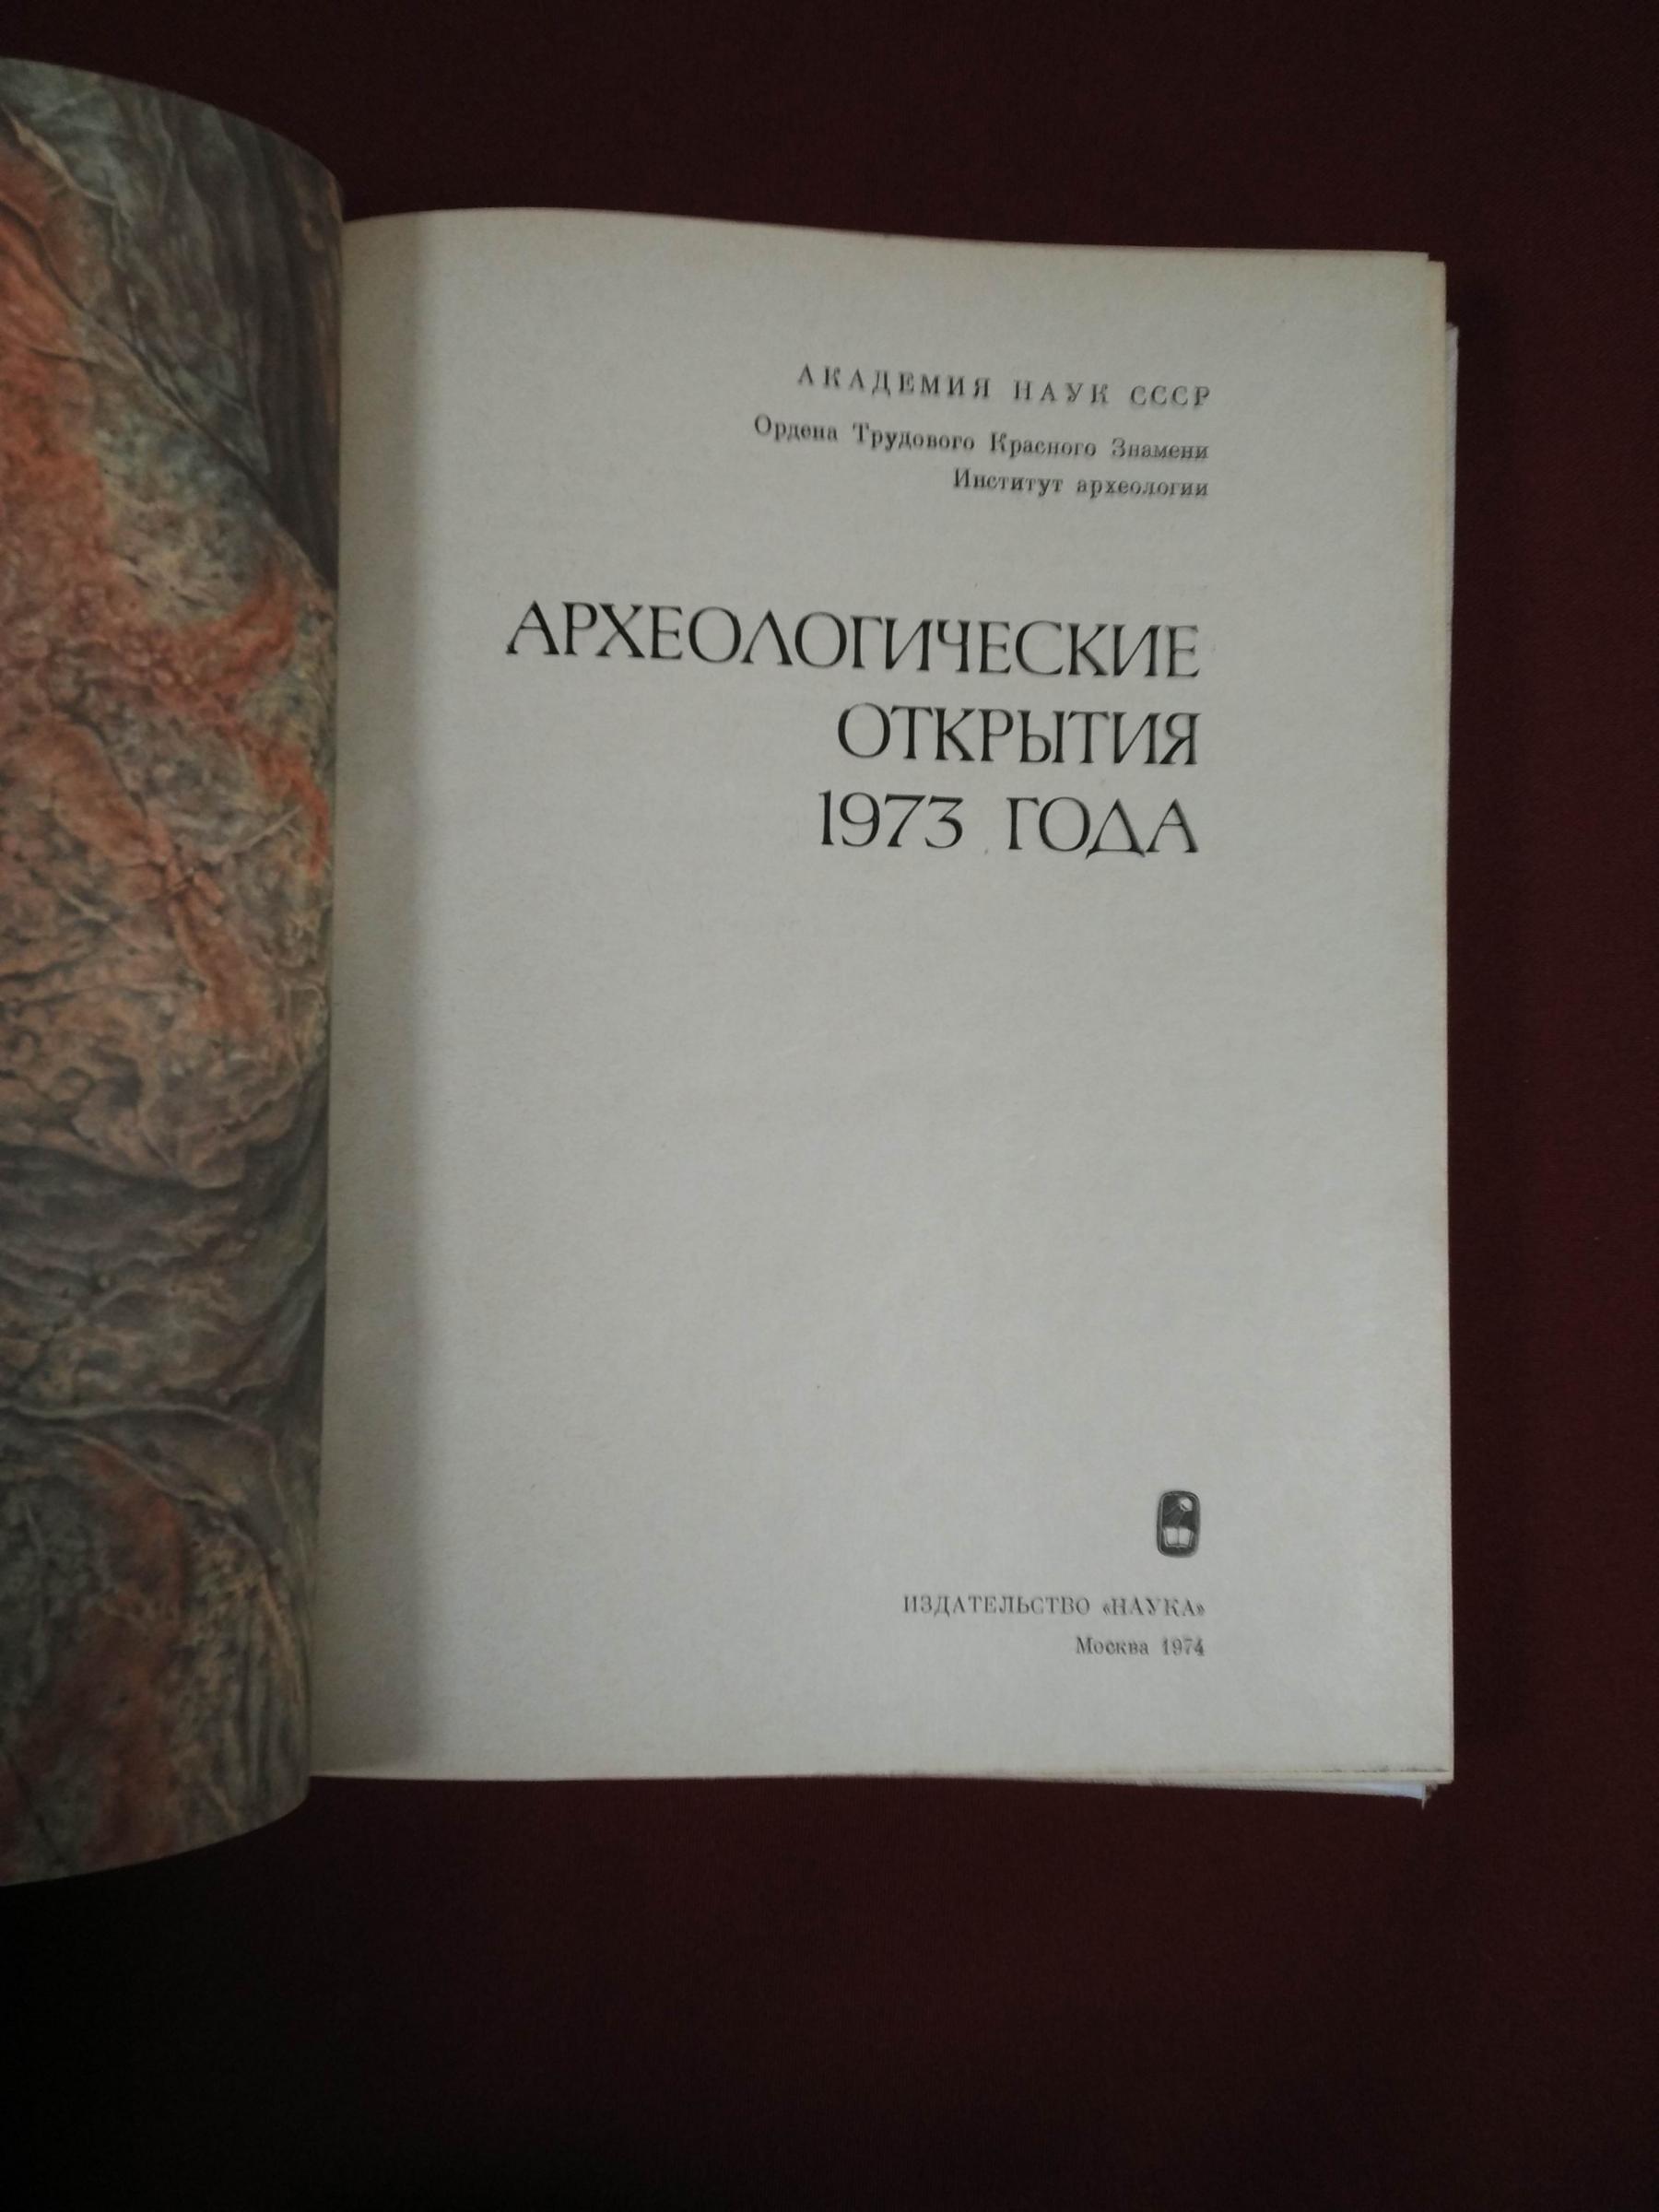 АКАДЕМИЯ НАУК СССР
Ордена Трудового Красного Знамени
Институт археологии
АРХЕОЛОГИЧЕСКИЕ
ОТКРЫТИЯ
1973 ГОДА
ИЗДАТЕЛЬСТВО «НАУКА»
Москва 1974